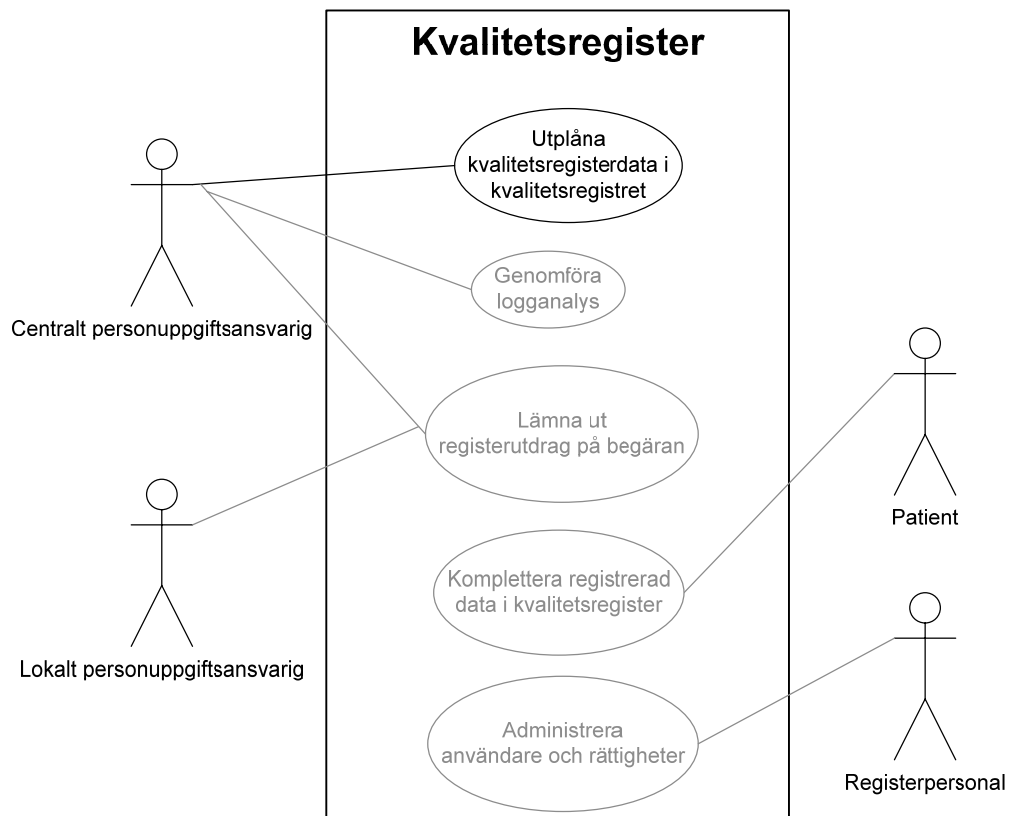 Kvalitetsregister
Utplåna
kvalitetsregisterdata i
kvalitetsregistret
Genomföra
logganalys
Centralt personuppgiftsansvarig
Lämna ut
registerutdrag på begäran
Patient
Komplettera registrerad
data i kvalitetsregister
Lokalt personuppgiftsansvarig
Administrera
användare och rättigheter
Registerpersonal